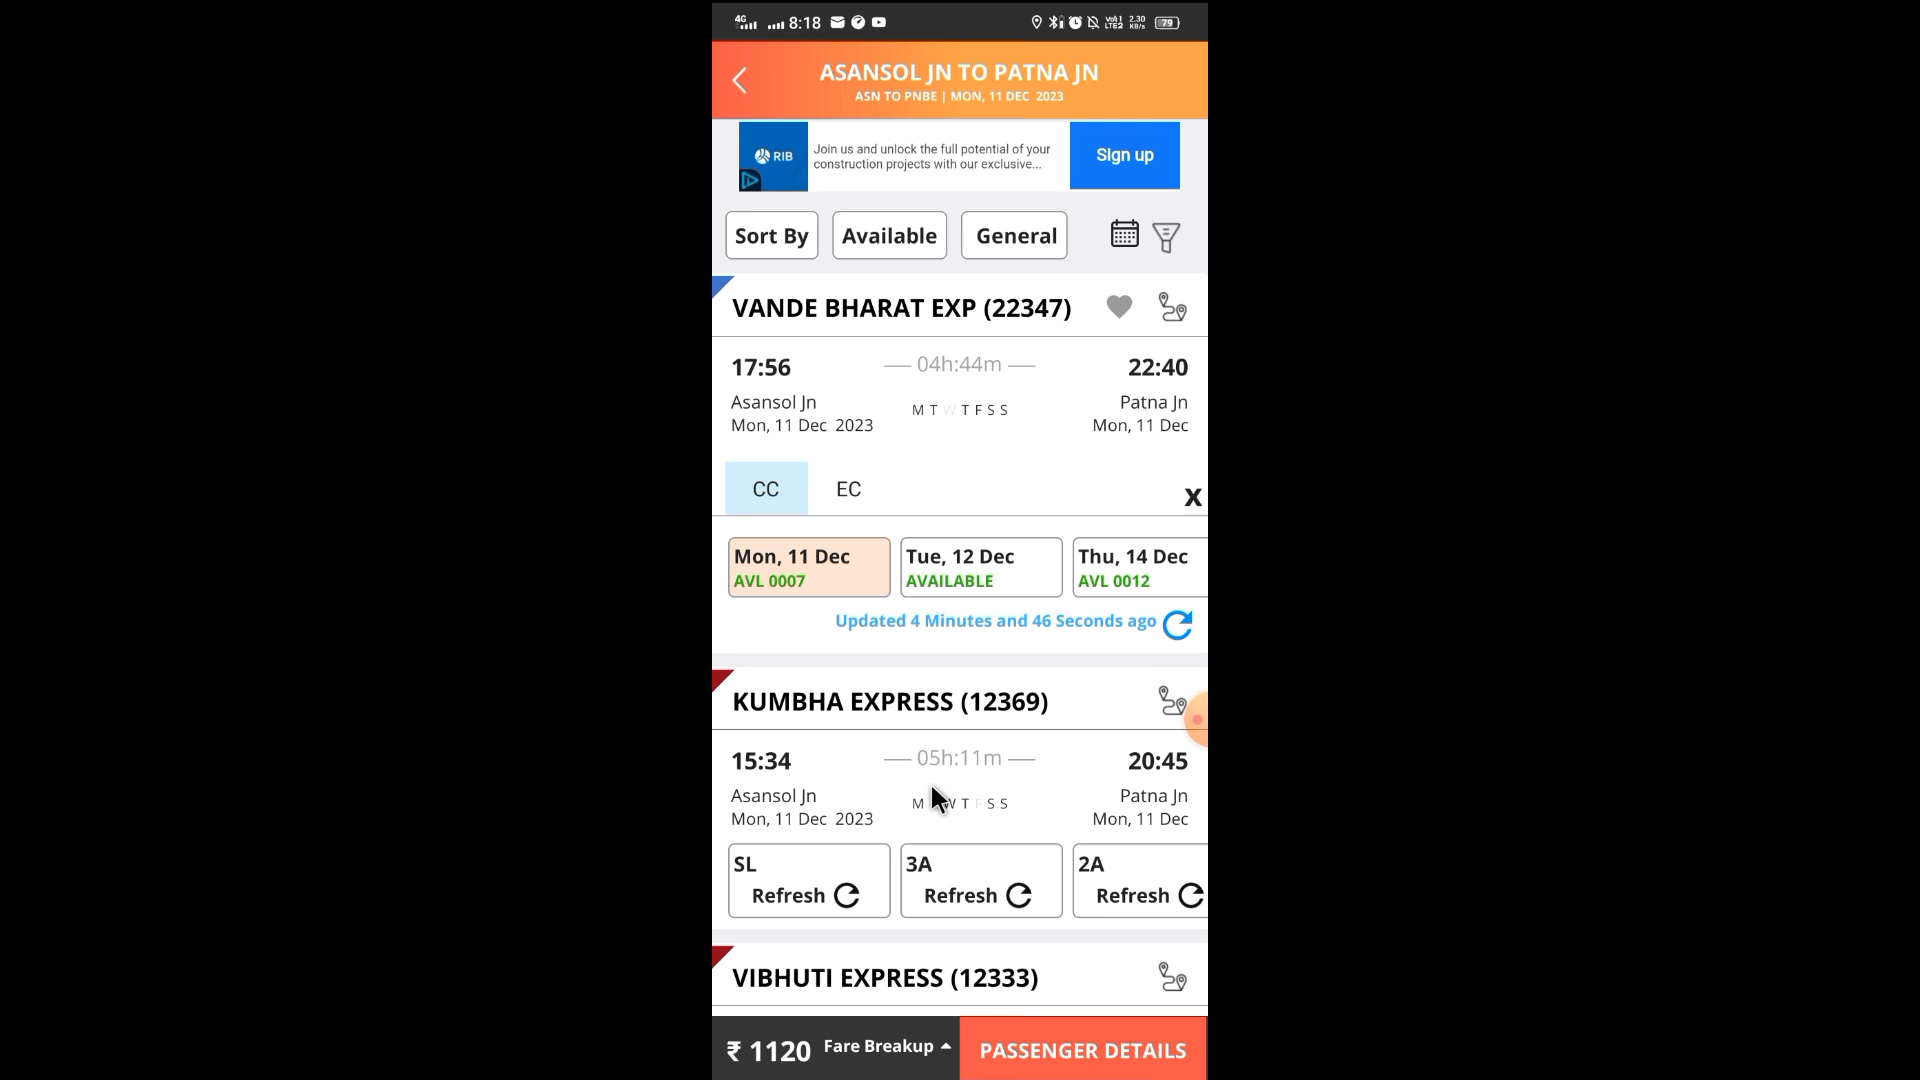 4G 8:18 Vo1) LTE2 2.30 KB/s 79
ASANSOL JN TO PATNA JN
ASN TO PNBE | MON, 11 DEC 2023
RIB
Join us and unlock the full potential of your
construction projects with our exclusive...
Sign up
Sort By Available General
VANDE BHARAT EXP (22347)
17:56 04h:44m 22:40
Asansol Jn M T W T F S S Patna Jn
Mon, 11 Dec 2023 Mon, 11 Dec
CC EC X
Mon, 11 Dec Tue, 12 Dec Thu, 14 Dec
AVL 0007 AVAILABLE AVL 0012
Updated 4 Minutes and 46 Seconds ago
KUMBHA EXPRESS (12369)
15:34 05h:11m 20:45
Asansol Jn M W T F S S Patna Jn
Mon, 11 Dec 2023 Mon, 11 Dec
SL 3A 2A
Refresh Refresh Refresh
VIBHUTI EXPRESS (12333)
₹ 1120 Fare Breakup PASSENGER DETAILS